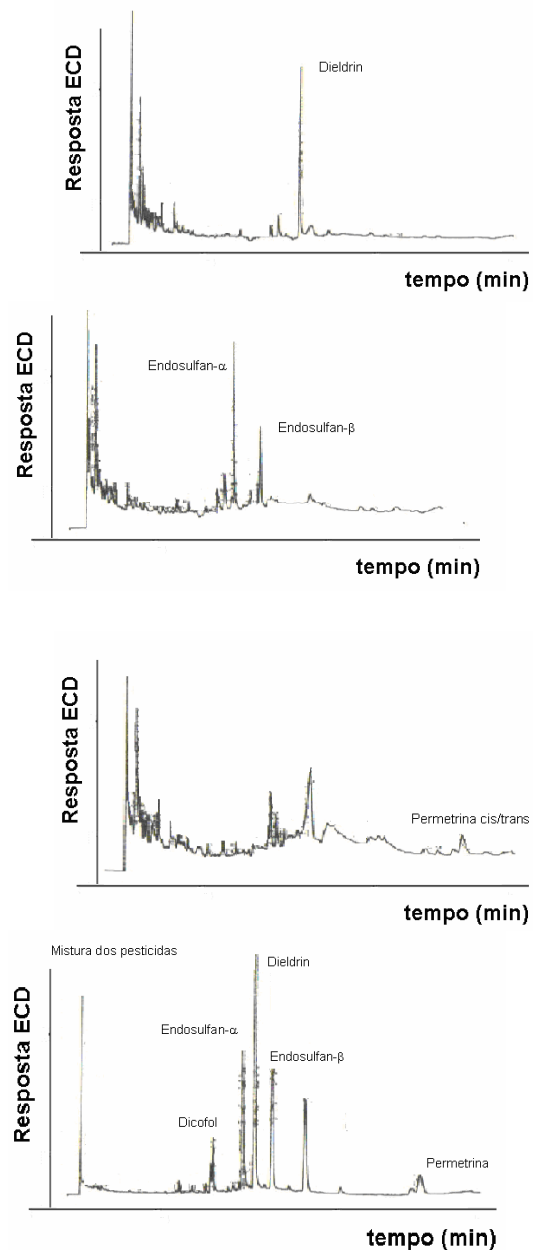 Resposta ECD
Dieldrin
tempo (min)
Resposta ECD
Endosulfan-α
Endosulfan-β
tempo (min)
Resposta ECD
Permetrina cis/trans
tempo (min)
Mistura dos pesticidas
Resposta ECD
Dieldrin
Endosulfan-α
Endosulfan-β
Dicofol
Permetrina
tempo (min)